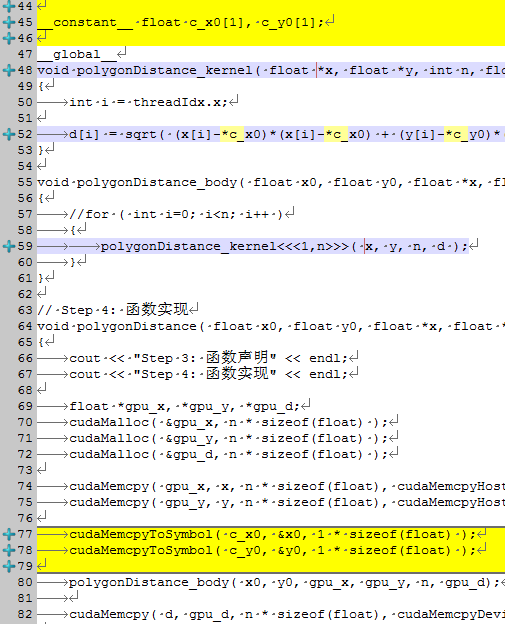 44
45 __constant__ float c_x0[1], c_y0[1];
46
47 __global__
48 void polygonDistance_kernel( float *x, float *y, int n, flo
49 {
50 int i = threadIdx.x;
51
52 d[i] = sqrt( (x[i]-*c_x0)*(x[i]-*c_x0) + (y[i]-*c_y0)*
53 }
54
55 void polygonDistance_body( float x0, float y0, float *x, fl
56 {
57 //for ( int i=0; i<n; i++ )
58 {
59 polygonDistance_kernel<<<1,n>>>( x, y, n, d );
60 }
61 }
62
63 // Step 4: 函数实现
64 void polygonDistance( float x0, float y0, float *x, float *
65 {
66 cout << "Step 3: 函数声明" << endl;
67 cout << "Step 4: 函数实现" << endl;
68
69 float *gpu_x, *gpu_y, *gpu_d;
70 cudaMalloc( &gpu_x, n * sizeof(float) );
71 cudaMalloc( &gpu_y, n * sizeof(float) );
72 cudaMalloc( &gpu_d, n * sizeof(float) );
73
74 cudaMemcpy( gpu_x, x, n * sizeof(float), cudaMemcpyHost
75 cudaMemcpy( gpu_y, y, n * sizeof(float), cudaMemcpyHost
76
77 cudaMemcpyToSymbol( c_x0, &x0, 1 * sizeof(float) );
78 cudaMemcpyToSymbol( c_y0, &y0, 1 * sizeof(float) );
79
80 polygonDistance_body( x0, y0, gpu_x, gpu_y, n, gpu_d);
81
82 cudaMemcpy( d, gpu_d, n * sizeof(float), cudaMemcpyDevi